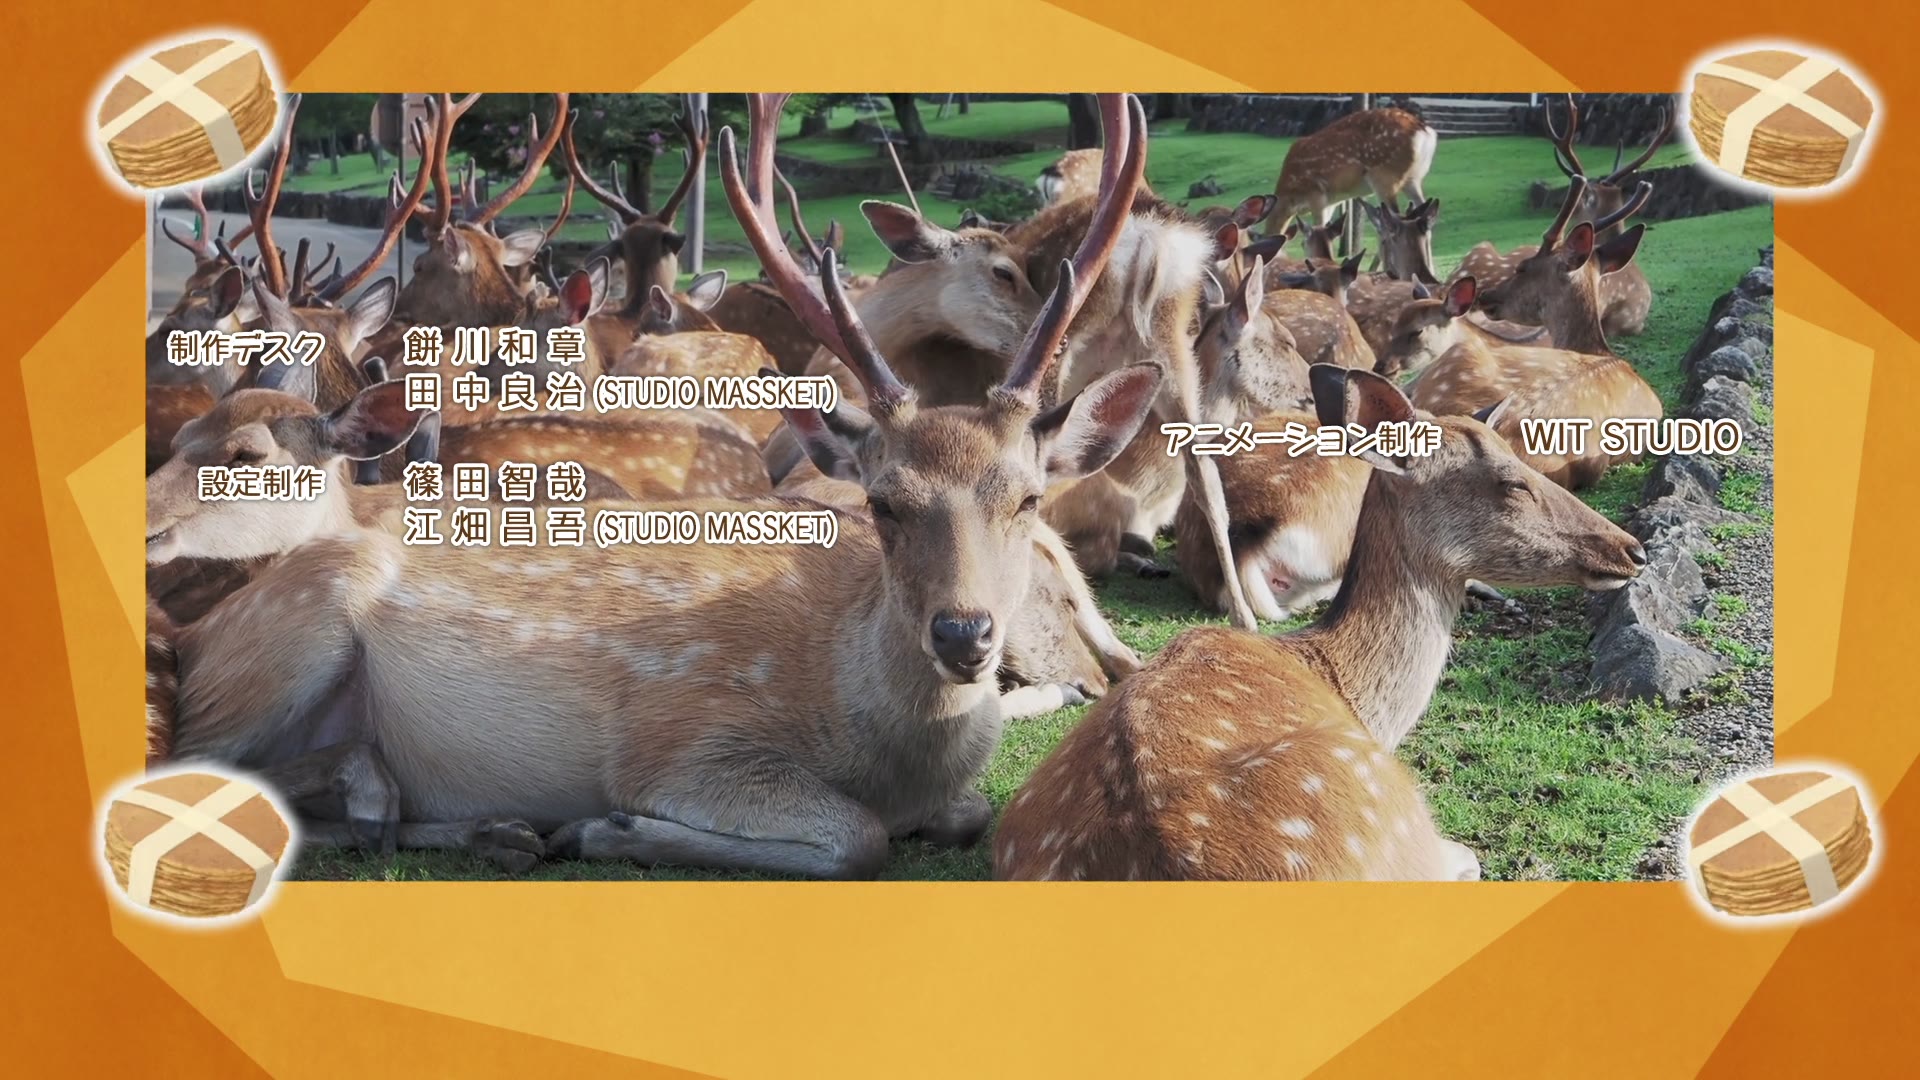 制作デスク 餅川和章
田中良治(STUDIO MASSKET)
設定制作 篠田智哉
江畑昌吾(STUDIO MASSKET)
アニメーション制作 WIT STUDIO